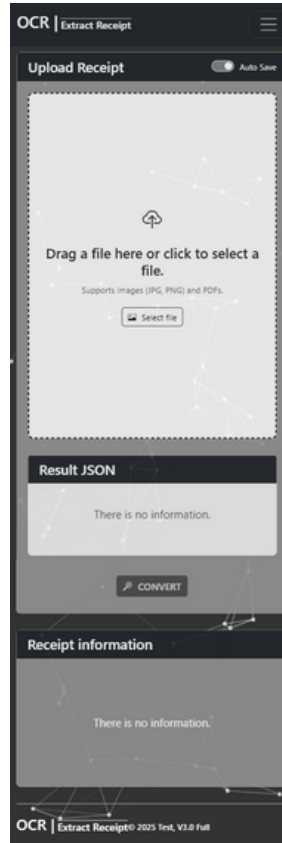 OCR | Extract Receipt
Upload Receipt
Auto Save
Drag a file here or click to select a
file.
Supports images (JPG, PNG) and PDFs.
Select file
Result JSON
There is no information.
CONVERT
Receipt information
There is no information.
OCR | Extract Receipt© 2025 Test, V3.0 Full